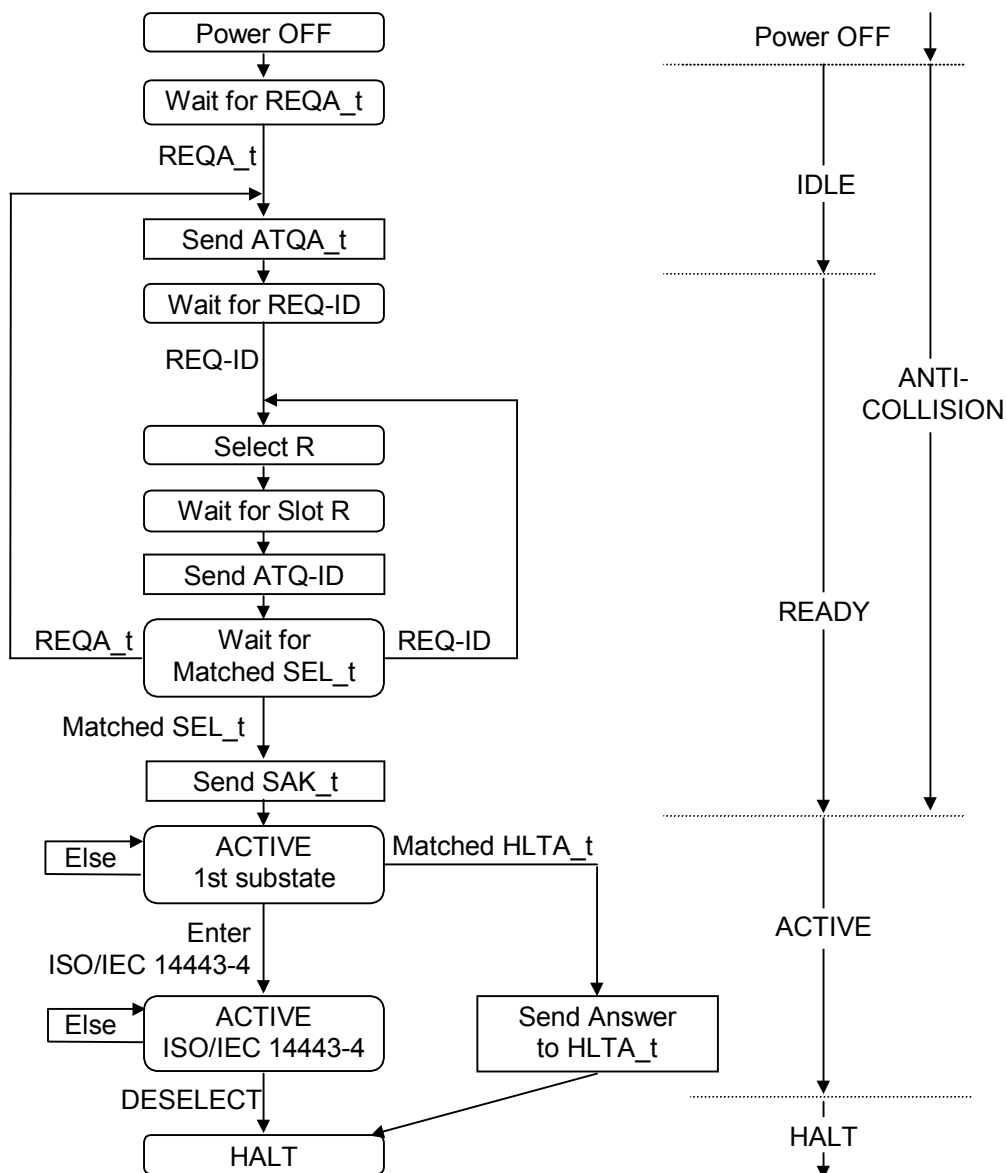 Power OFF
Wait for REQA_t
REQA_t
Send ATQA_t
Wait for REQ-ID
REQ-ID
Select R
Wait for Slot R
Send ATQ-ID
REQA_t
Wait for
Matched SEL_t
REQ-ID
Matched SEL_t
Send SAK_t
Else
ACTIVE
1st substate
Matched HLTA_t
Enter
ISO/IEC 14443-4
Else
ACTIVE
ISO/IEC 14443-4
Send Answer
to HLTA_t
DESELECT
HALT
Power OFF
IDLE
ANTI-
COLLISION
READY
ACTIVE
HALT